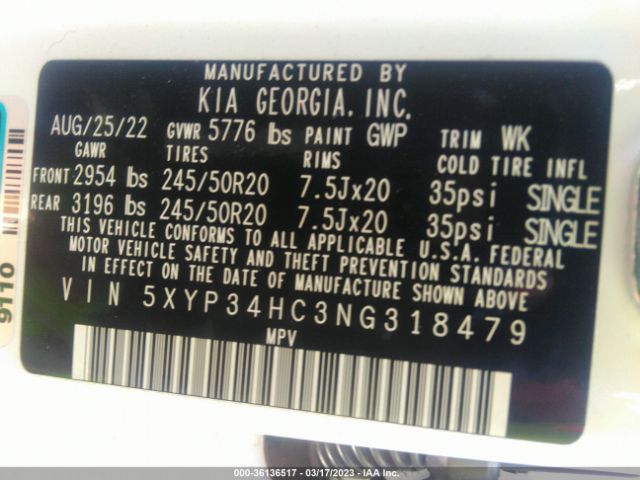 MANUFACTURED BY
KIA GEORGIA, INC.
AUG/25/22 GVWR 5776 lbs PAINT GWP TRIM WK
GAWR TIRES RIMS COLD TIRE INFL
FRONT 2954 lbs 245/50R20 7.5Jx20 35psi SINGLE
REAR 3196 lbs 245/50R20 7.5Jx20 35psi SINGLE
THIS VEHICLE CONFORMS TO ALL APPLICABLE U.S.A. FEDERAL
MOTOR VEHICLE SAFETY AND THEFT PREVENTION STANDARDS
IN EFFECT ON THE DATE OF MANUFACTURE SHOWN ABOVE.
VIN 5XYP34HC3NG318479
MPV
9110
000-36136517 - 03/17/2023 - IAA Inc.